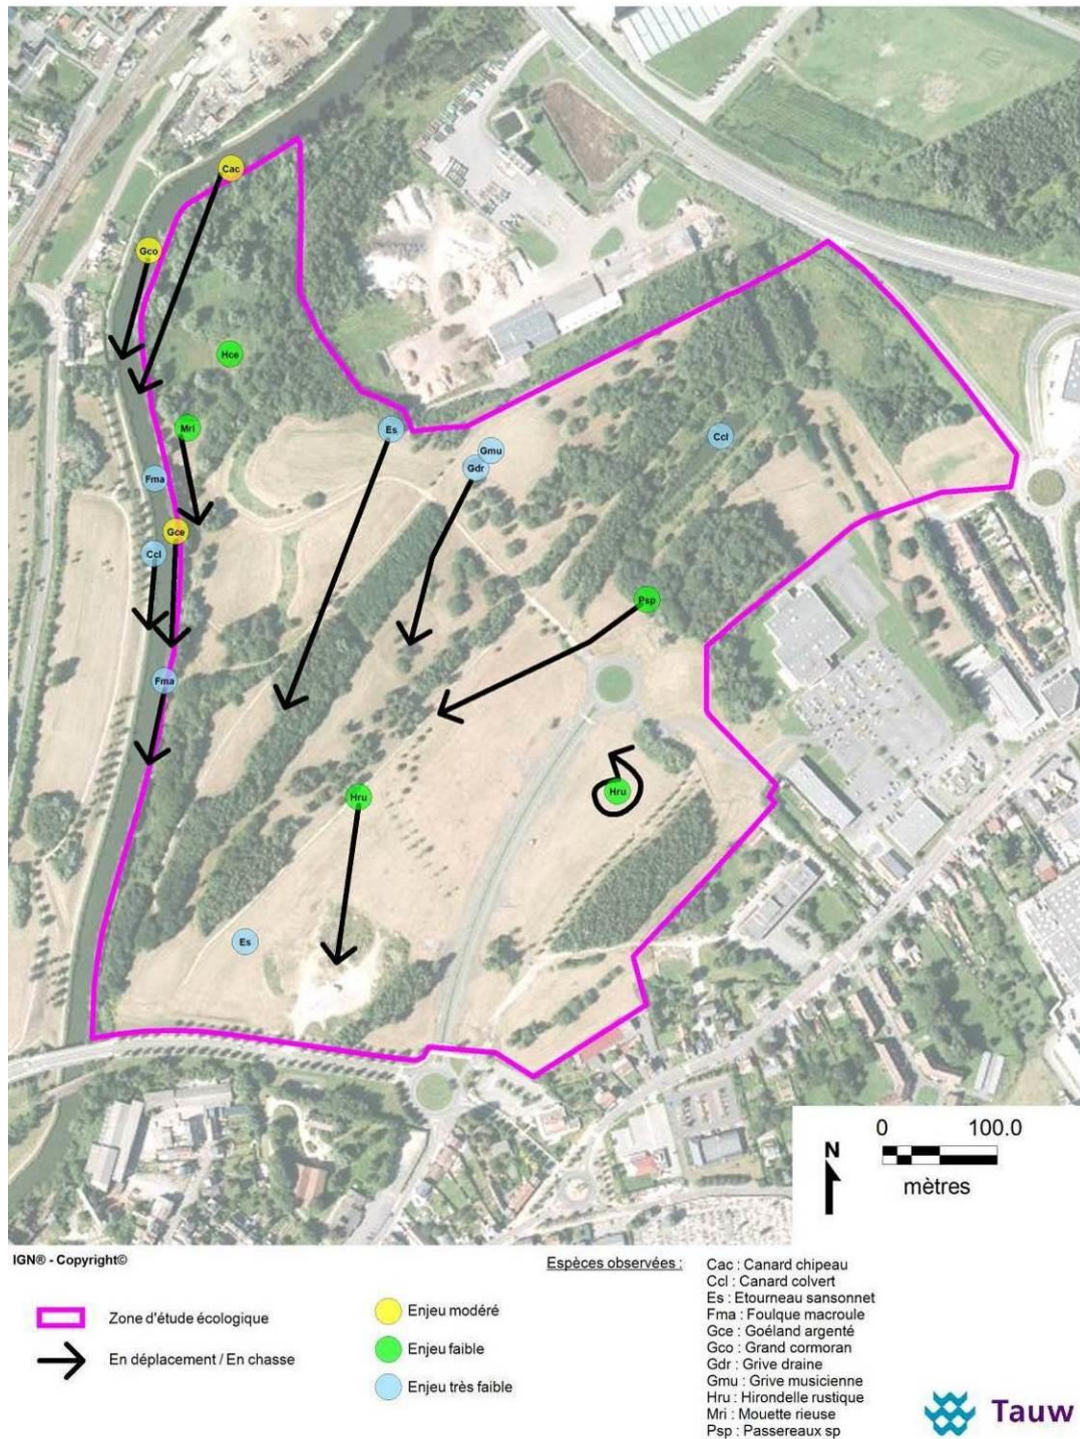 Cac
Gco
Hce
Mri
Es
Gmu
Gdr
Ccl
Fma
Gce
Ccl
Psp
Fma
Hru
Hru
Es
0 100.0
N
mètres
IGN® - Copyright©
Zone d'étude écologique
En déplacement / En chasse
Enjeu modéré
Enjeu faible
Enjeu très faible
Espèces observées :
Cac : Canard chipeau
Ccl : Canard colvert
Es : Etourneau sansonnet
Fma : Foulque macroule
Gce : Goéland argenté
Gco : Grand cormoran
Gdr : Grive draine
Gmu : Grive musicienne
Hru : Hirondelle rustique
Mri : Mouette rieuse
Psp : Passereaux sp
Tauw